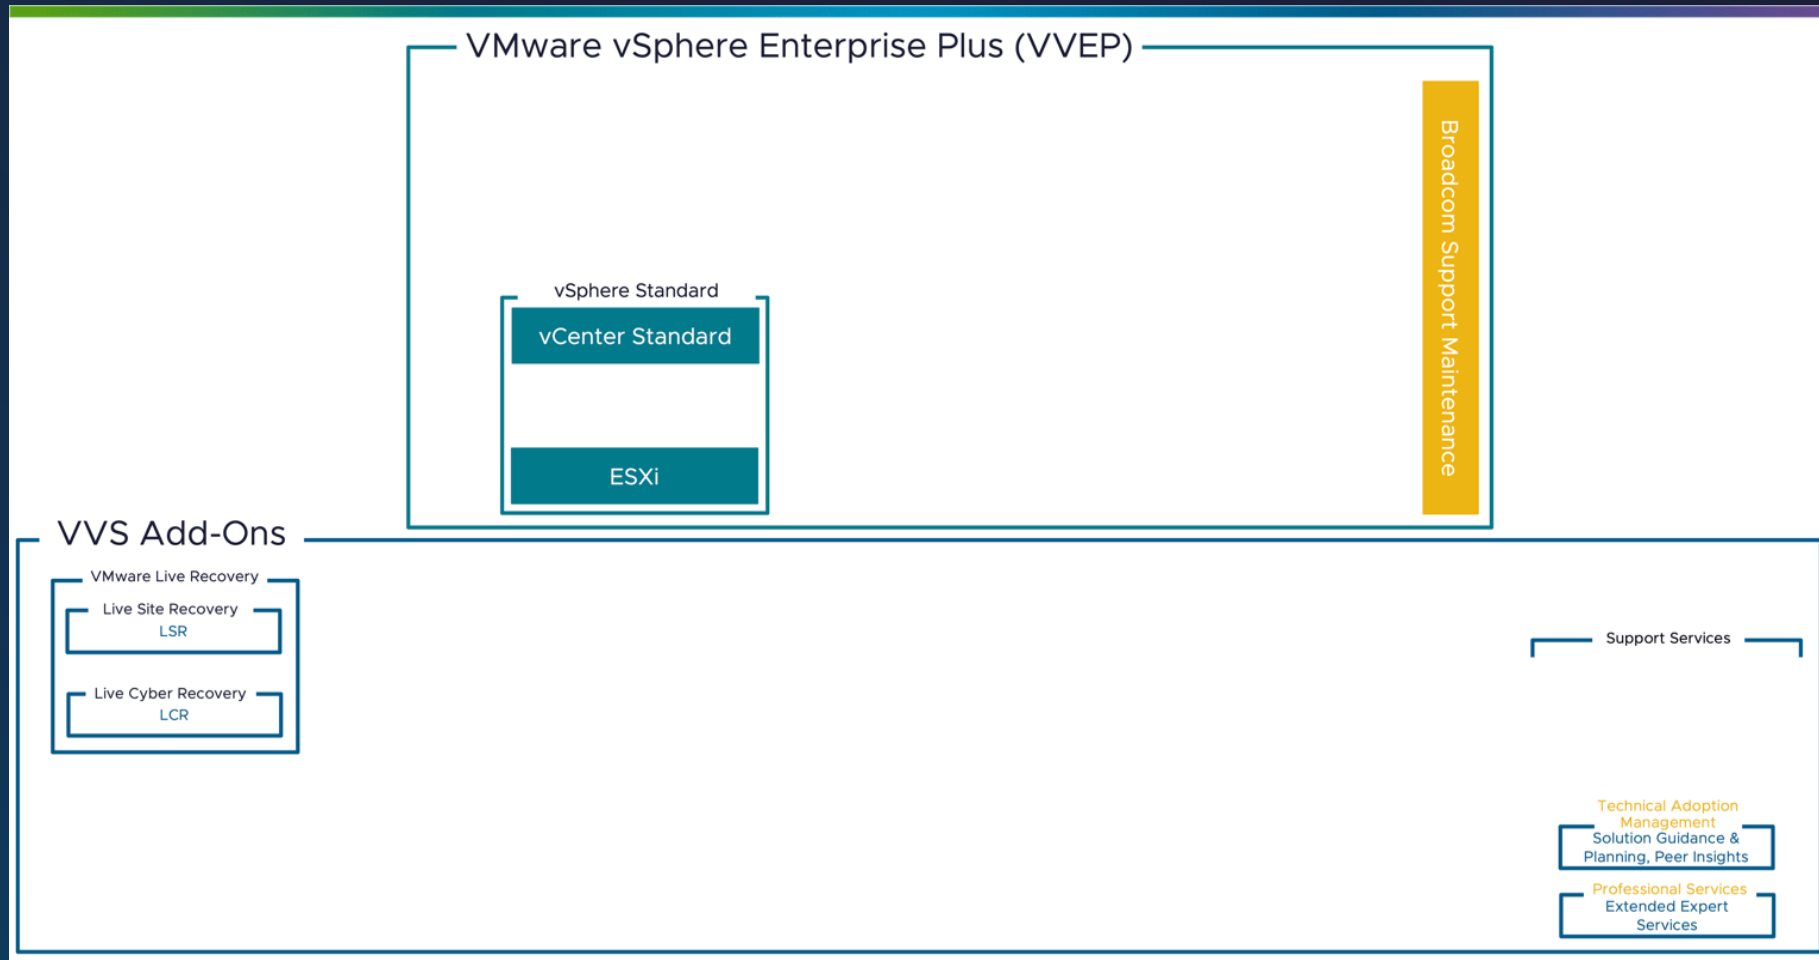 VMware vSphere Enterprise Plus (VVEP)
Broadcom Support Maintenance
vSphere Standard
vCenter Standard
ESXi
VVS Add-Ons
VMware Live Recovery
Live Site Recovery
LSR
Live Cyber Recovery
LCR
Support Services
Technical Adoption
Management
Solution Guidance &
Planning, Peer Insights
Professional Services
Extended Expert
Services